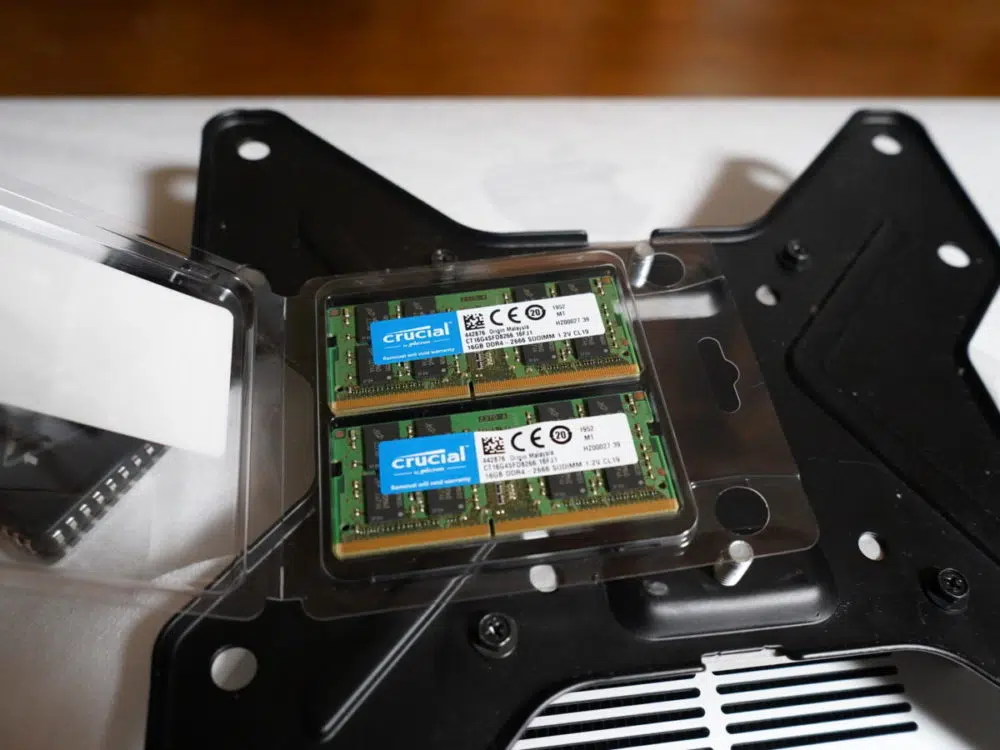 crucial
by micron
Removal will void warranty
CE 20
1952
M1
442876 Origin Malaysia
HZ00027 39
CT16G4SFD8266.16FJ1
16GB DDR4 - 2666 SODIMM 1.2V CL19
crucial
by micron
Removal will void warranty
CE 20
1952
M1
442876 Origin Malaysia
HZ00027 39
CT16G4SFD8266.16FJ1
16GB DDR4 - 2666 SODIMM 1.2V CL19